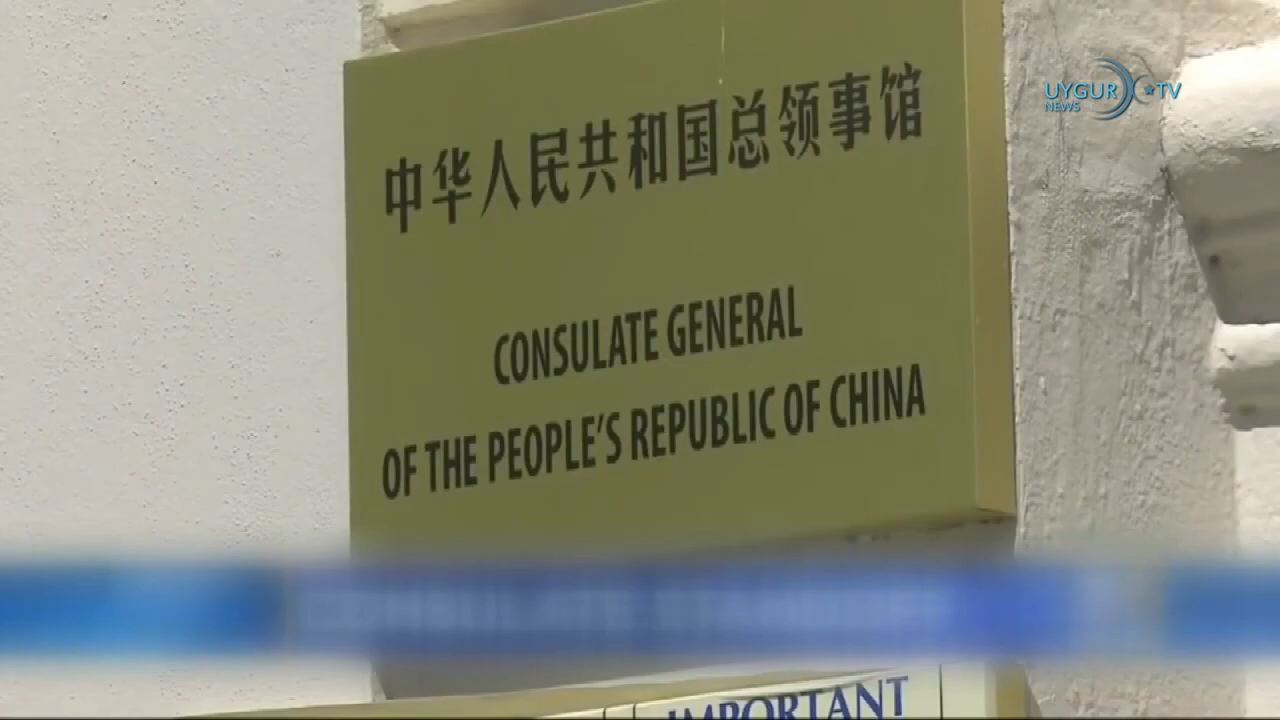 UYGUR TV
NEWS
中华人民共和国总领事馆
CONSULATE GENERAL
OF THE PEOPLE'S REPUBLIC OF CHINA
IMPORTANT